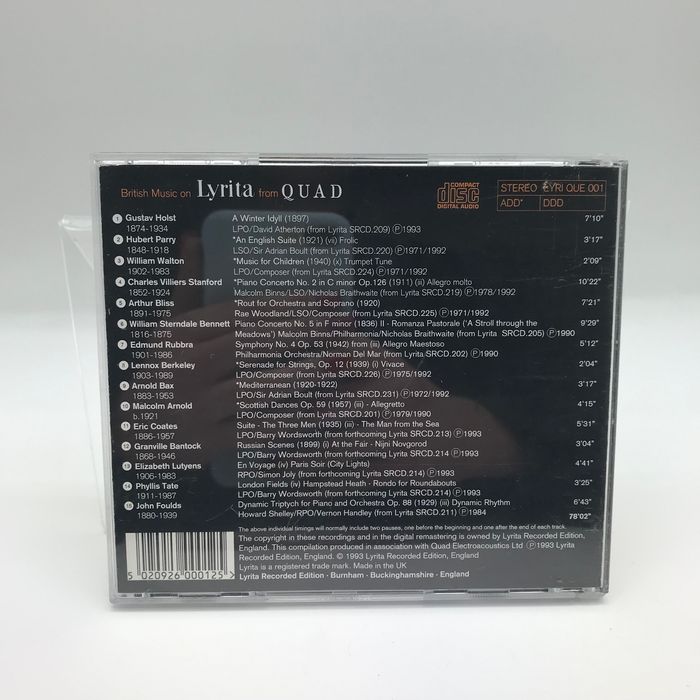 British Music on Lyrita from QUAD
COMPACT disc DIGITAL AUDIO
STEREO LYRI QUE 001
ADD* DDD
1 Gustav Holst A Winter Idyll (1897) 7'10"
1874-1934 LPO/David Atherton (from Lyrita SRCD.209) Ⓟ1993
2 Hubert Parry *An English Suite (1921) (vii) Frolic 3'17"
1848-1918 LSO/Sir Adrian Boult (from Lyrita SRCD.220) Ⓟ1971/1992
3 William Walton *Music for Children (1940) (x) Trumpet Tune 2'09"
1902-1983 LPO/Composer (from Lyrita SRCD.224) Ⓟ1971/1992
4 Charles Villiers Stanford *Piano Concerto No. 2 in C minor Op.126 (1911) (ii) Allegro molto 10'22"
1852-1924 Malcolm Binns/LSO/Nicholas Braithwaite (from Lyrita SRCD.219) Ⓟ1978/1992
5 Arthur Bliss *Rout for Orchestra and Soprano (1920) 7'21"
1891-1975 Rae Woodland/LSO/Composer (from Lyrita SRCD.225) Ⓟ1971/1992
6 William Sterndale Bennett Piano Concerto No. 5 in F minor (1836) II - Romanza Pastorale ('A Stroll through the 9'29"
1816-1875 Meadows') Malcolm Binns/Philharmonia/Nicholas Braithwaite (from Lyrita SRCD.205) Ⓟ1990
7 Edmund Rubbra Symphony No. 4 Op. 53 (1942) from (iii) Allegro Maestoso 5'12"
1901-1986 Philharmonia Orchestra/Norman Del Mar (from Lyrita SRCD.202) Ⓟ1990
8 Lennox Berkeley *Serenade for Strings, Op. 12 (1939) (i) Vivace 2'04"
1903-1989 LPO/Composer (from Lyrita SRCD.226) Ⓟ1975/1992
9 Arnold Bax *Mediterranean (1920-1922) 3'17"
1883-1953 LPO/Sir Adrian Boult (from Lyrita SRCD.231) Ⓟ1972/1992
10 Malcolm Arnold *Scottish Dances Op. 59 (1957) (iii) - Allegretto 4'15"
b.1921 LPO/Composer (from Lyrita SRCD.201) Ⓟ1979/1990
11 Eric Coates Suite - The Three Men (1935) (iii) - The Man from the Sea 5'31"
1886-1957 LPO/Barry Wordsworth (from forthcoming Lyrita SRCD.213) Ⓟ1993
12 Granville Bantock Russian Scenes (1899) (i) At the Fair - Nijni Novgorod 3'04"
1868-1946 LPO/Barry Wordsworth (from forthcoming Lyrita SRCD.214 Ⓟ1993
13 Elizabeth Lutyens En Voyage (iv) Paris Soir (City Lights) 4'41"
1906-1983 RPO/Simon Joly (from forthcoming Lyrita SRCD.214) Ⓟ1993
14 Phyllis Tate London Fields (iv) Hampstead Heath - Rondo for Roundabouts 3'25"
1911-1987 LPO/Barry Wordsworth (from forthcoming Lyrita SRCD.214) Ⓟ1993
15 John Foulds Dynamic Triptych for Piano and Orchestra Op. 88 (1929) (iii) Dynamic Rhythm 6'43"
1880-1939 Howard Shelley/RPO/Vernon Handley (from Lyrita SRCD.211) Ⓟ1984 78'02"
The above individual timings will normally include two pauses, one before the beginning and one after the end of each track.
The copyright in these recordings and in the digital remastering is owned by Lyrita Recorded Edition,
England. This compilation produced in association with Quad Electroacoustics Ltd Ⓟ1993 Lyrita
Recorded Edition, England. © 1993 Lyrita Recorded Edition, England.
Lyrita is a registered trade mark. Made in the UK
Lyrita Recorded Edition · Burnham · Buckinghamshire · England
5 020926 000125 >